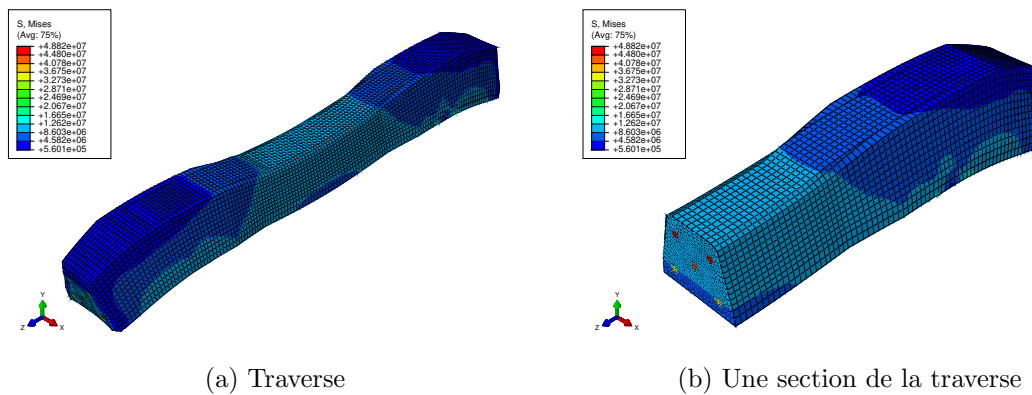 S, Mises
(Avg: 75%)
+4.882e+07
+4.480e+07
+4.078e+07
+3.675e+07
+3.273e+07
+2.871e+07
+2.469e+07
+2.067e+07
+1.665e+07
+1.262e+07
+8.603e+06
+4.582e+06
+5.601e+05
Y
Z
X
(a) Traverse
S, Mises
(Avg: 75%)
+4.882e+07
+4.480e+07
+4.078e+07
+3.675e+07
+3.273e+07
+2.871e+07
+2.469e+07
+2.067e+07
+1.665e+07
+1.262e+07
+8.603e+06
+4.582e+06
+5.601e+05
Y
Z
X
(b) Une section de la traverse